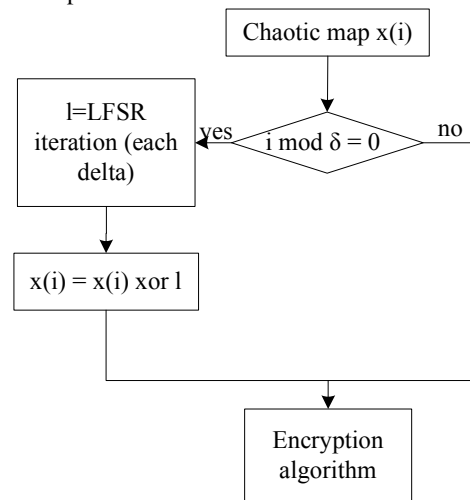 Chaotic map x(i)
l=LFSR
iteration (each
delta)
yes
i mod δ = 0
no
x(i) = x(i) xor l
Encryption
algorithm